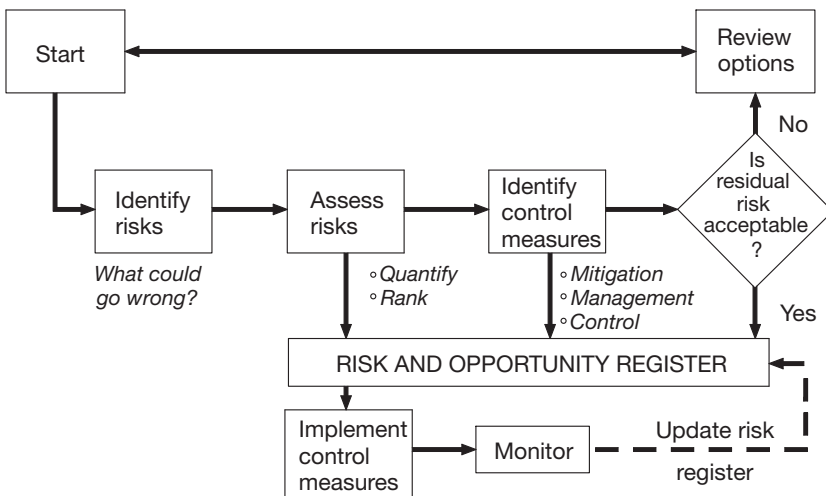 Start
Review
options
No
Is
residual
risk
acceptable
?
Identify
risks
Assess
risks
Identify
control
measures
What could
go wrong?
◦ Quantify
◦ Rank
◦ Mitigation
◦ Management
◦ Control
Yes
RISK AND OPPORTUNITY REGISTER
Implement
control
measures
Monitor
Update risk
register